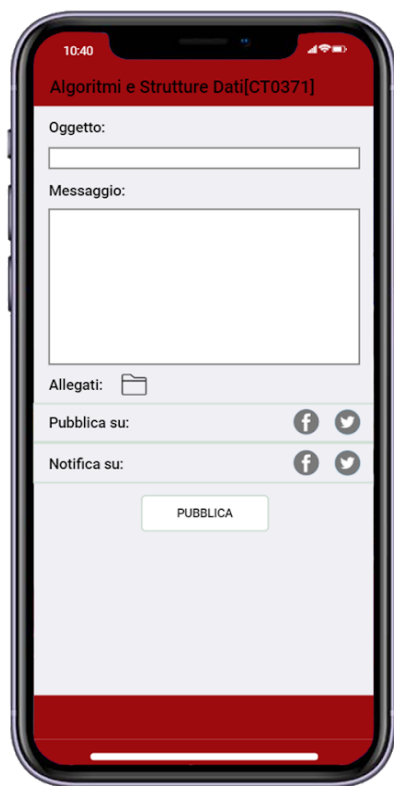 10:40
Algoritmi e Strutture Dati[CT0371]
Oggetto:
Messaggio:
Allegati:
Pubblica su:
Notifica su:
PUBBLICA